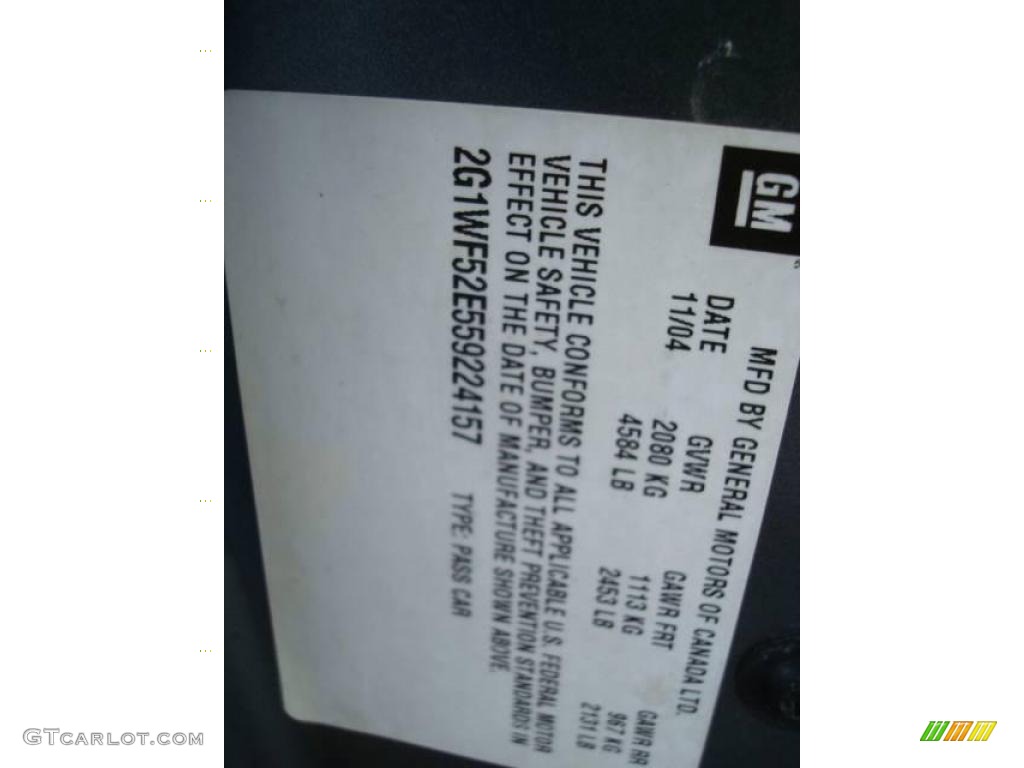 GM
MFD BY GENERAL MOTORS OF CANADA LTD.
DATE GVWR GAWR FRT GAWR RR
11/04 2080 KG 1113 KG 967 KG
4584 LB 2453 LB 2131 LB
THIS VEHICLE CONFORMS TO ALL APPLICABLE U.S. FEDERAL MOTOR
VEHICLE SAFETY, BUMPER, AND THEFT PREVENTION STANDARDS IN
EFFECT ON THE DATE OF MANUFACTURE SHOWN ABOVE.
2G1WF52E559224157 TYPE: PASS CAR
GTCarlot.com